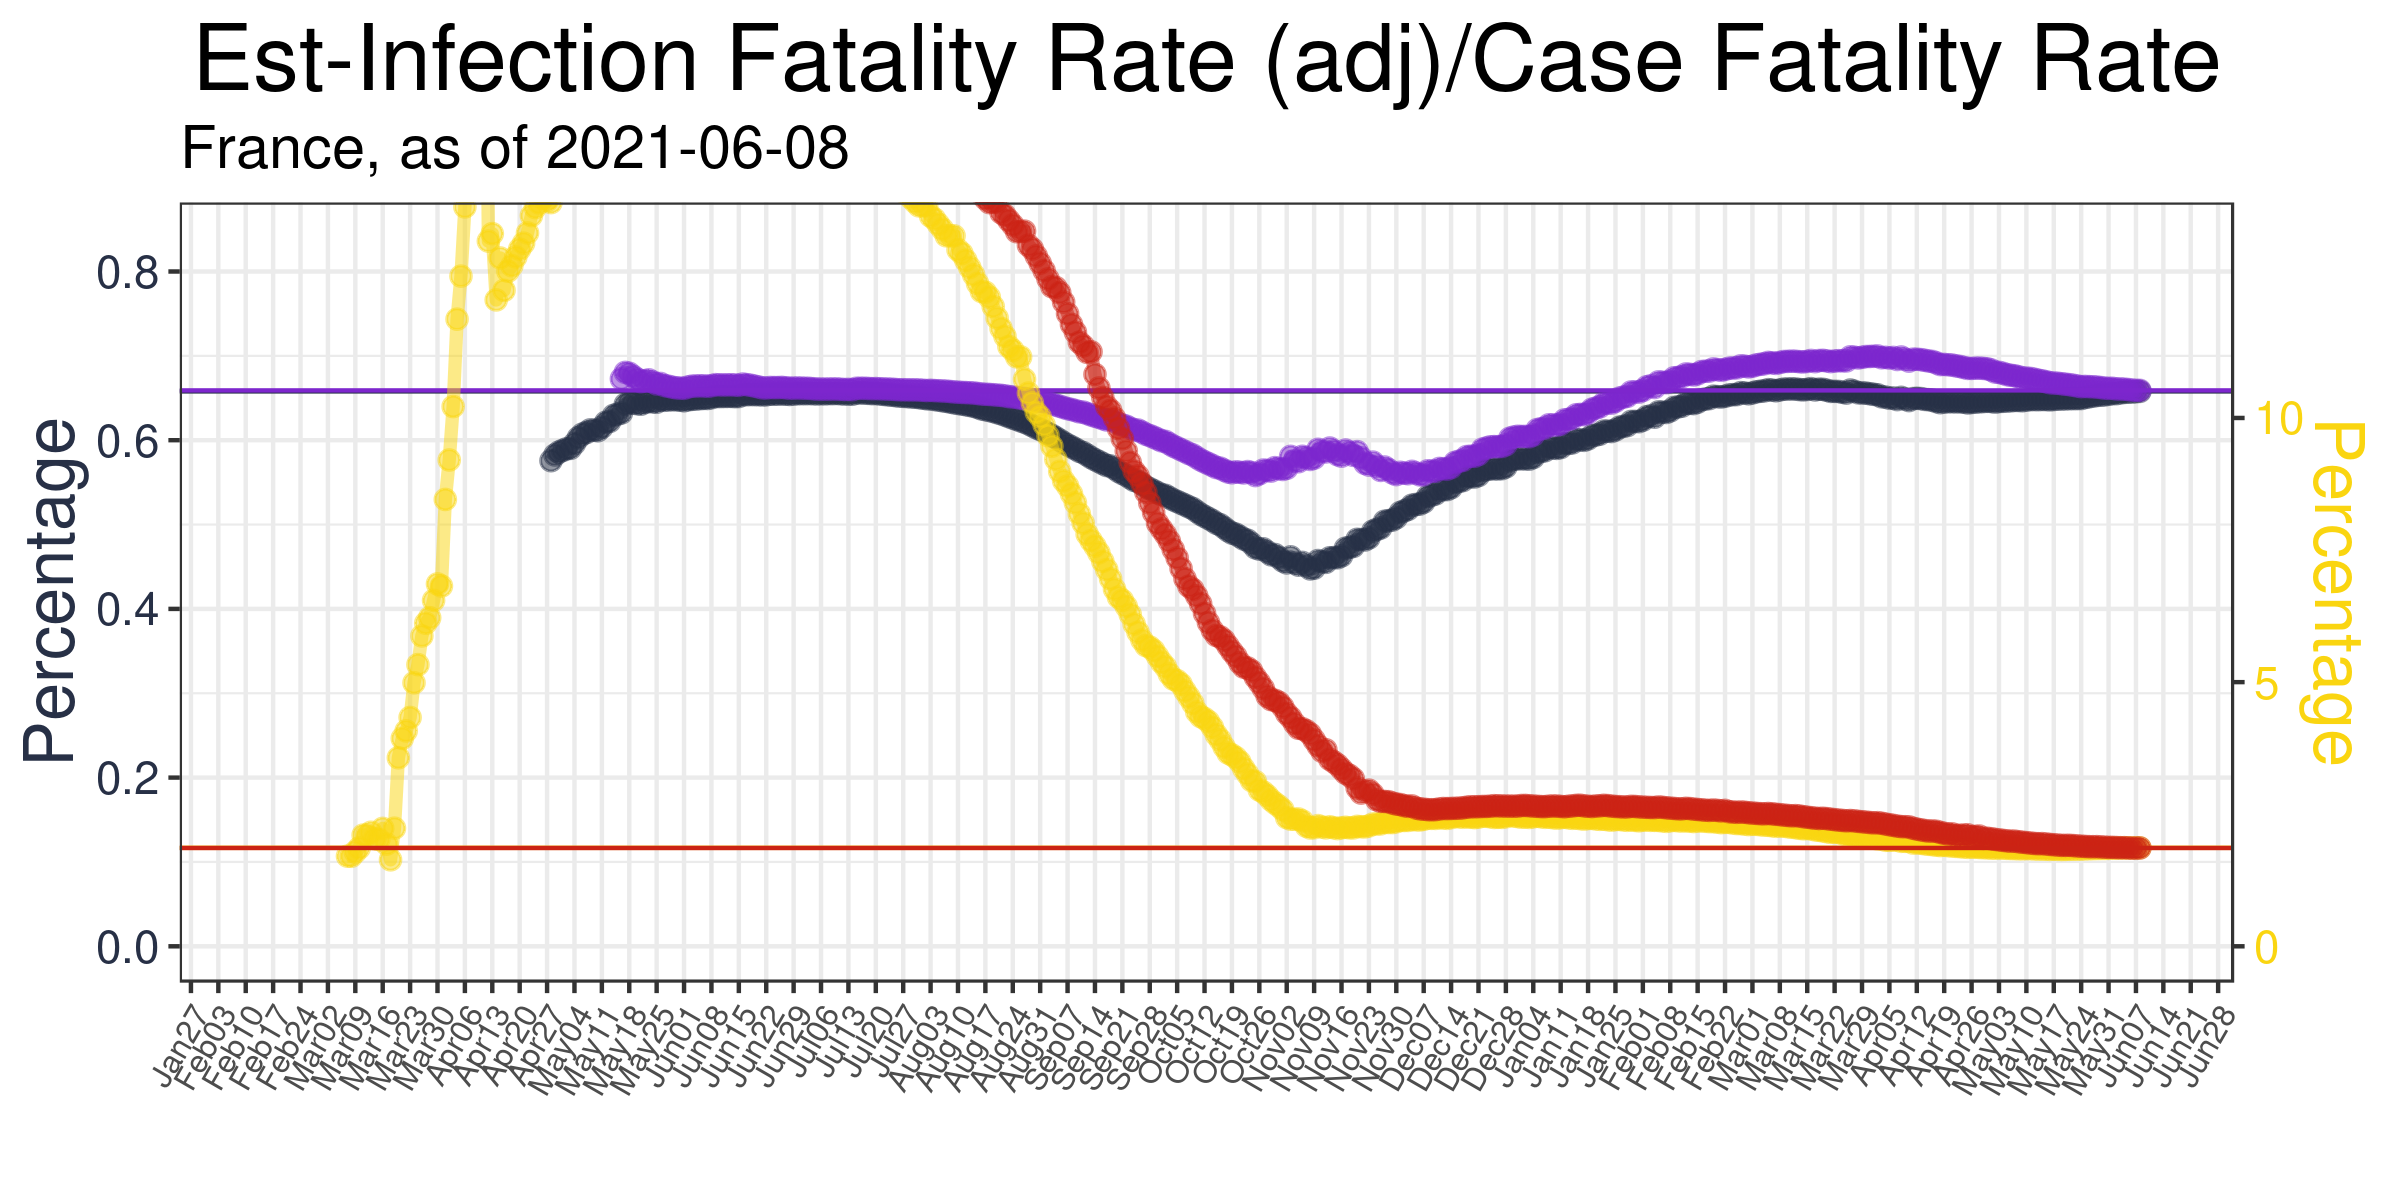 Est-Infection Fatality Rate (adj)/Case Fatality Rate
France, as of 2021-06-08
Percentage
0.8
0.6
0.4
0.2
0.0
10
5
0
Percentage
Jan27
Feb03
Feb10
Feb17
Feb24
Mar02
Mar09
Mar16
Mar23
Mar30
Apr06
Apr13
Apr20
Apr27
May04
May11
May18
May25
Jun01
Jun08
Jun15
Jun22
Jun29
Jul06
Jul13
Jul20
Jul27
Aug03
Aug10
Aug17
Aug24
Aug31
Sep07
Sep14
Sep21
Sep28
Oct05
Oct12
Oct19
Oct26
Nov02
Nov09
Nov16
Nov23
Nov30
Dec07
Dec14
Dec21
Dec28
Jan04
Jan11
Jan18
Jan25
Feb01
Feb08
Feb15
Feb22
Mar01
Mar08
Mar15
Mar22
Mar29
Apr05
Apr12
Apr19
Apr26
May03
May10
May17
May24
May31
Jun07
Jun14
Jun21
Jun28